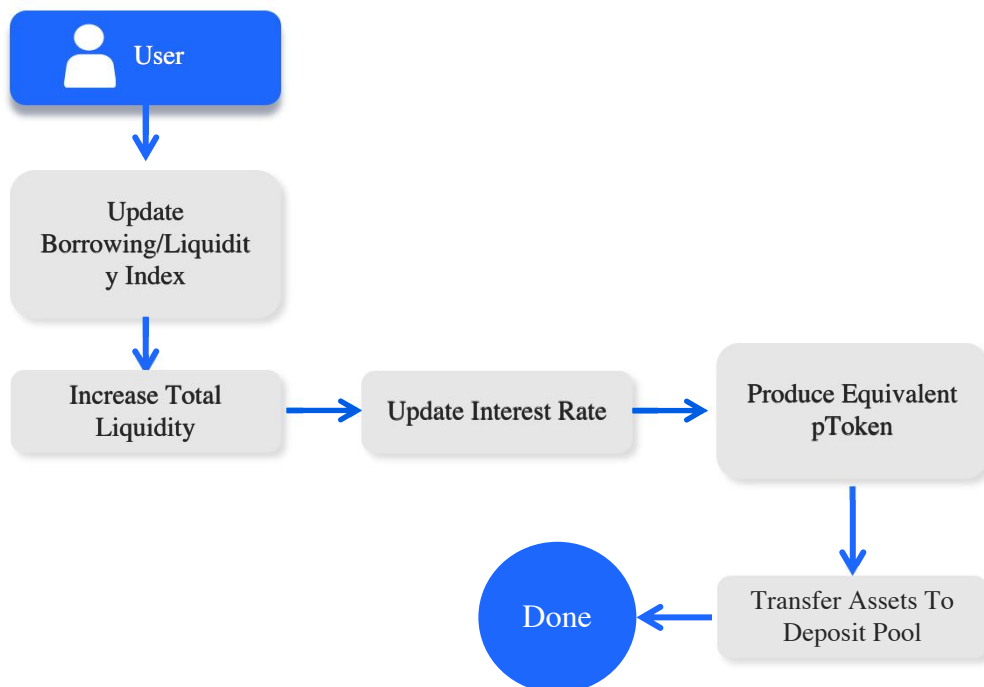 User
Update
Borrowing/Liquidit
y Index
Increase Total
Liquidity
Update Interest Rate
Produce Equivalent
pToken
Transfer Assets To
Deposit Pool
Done